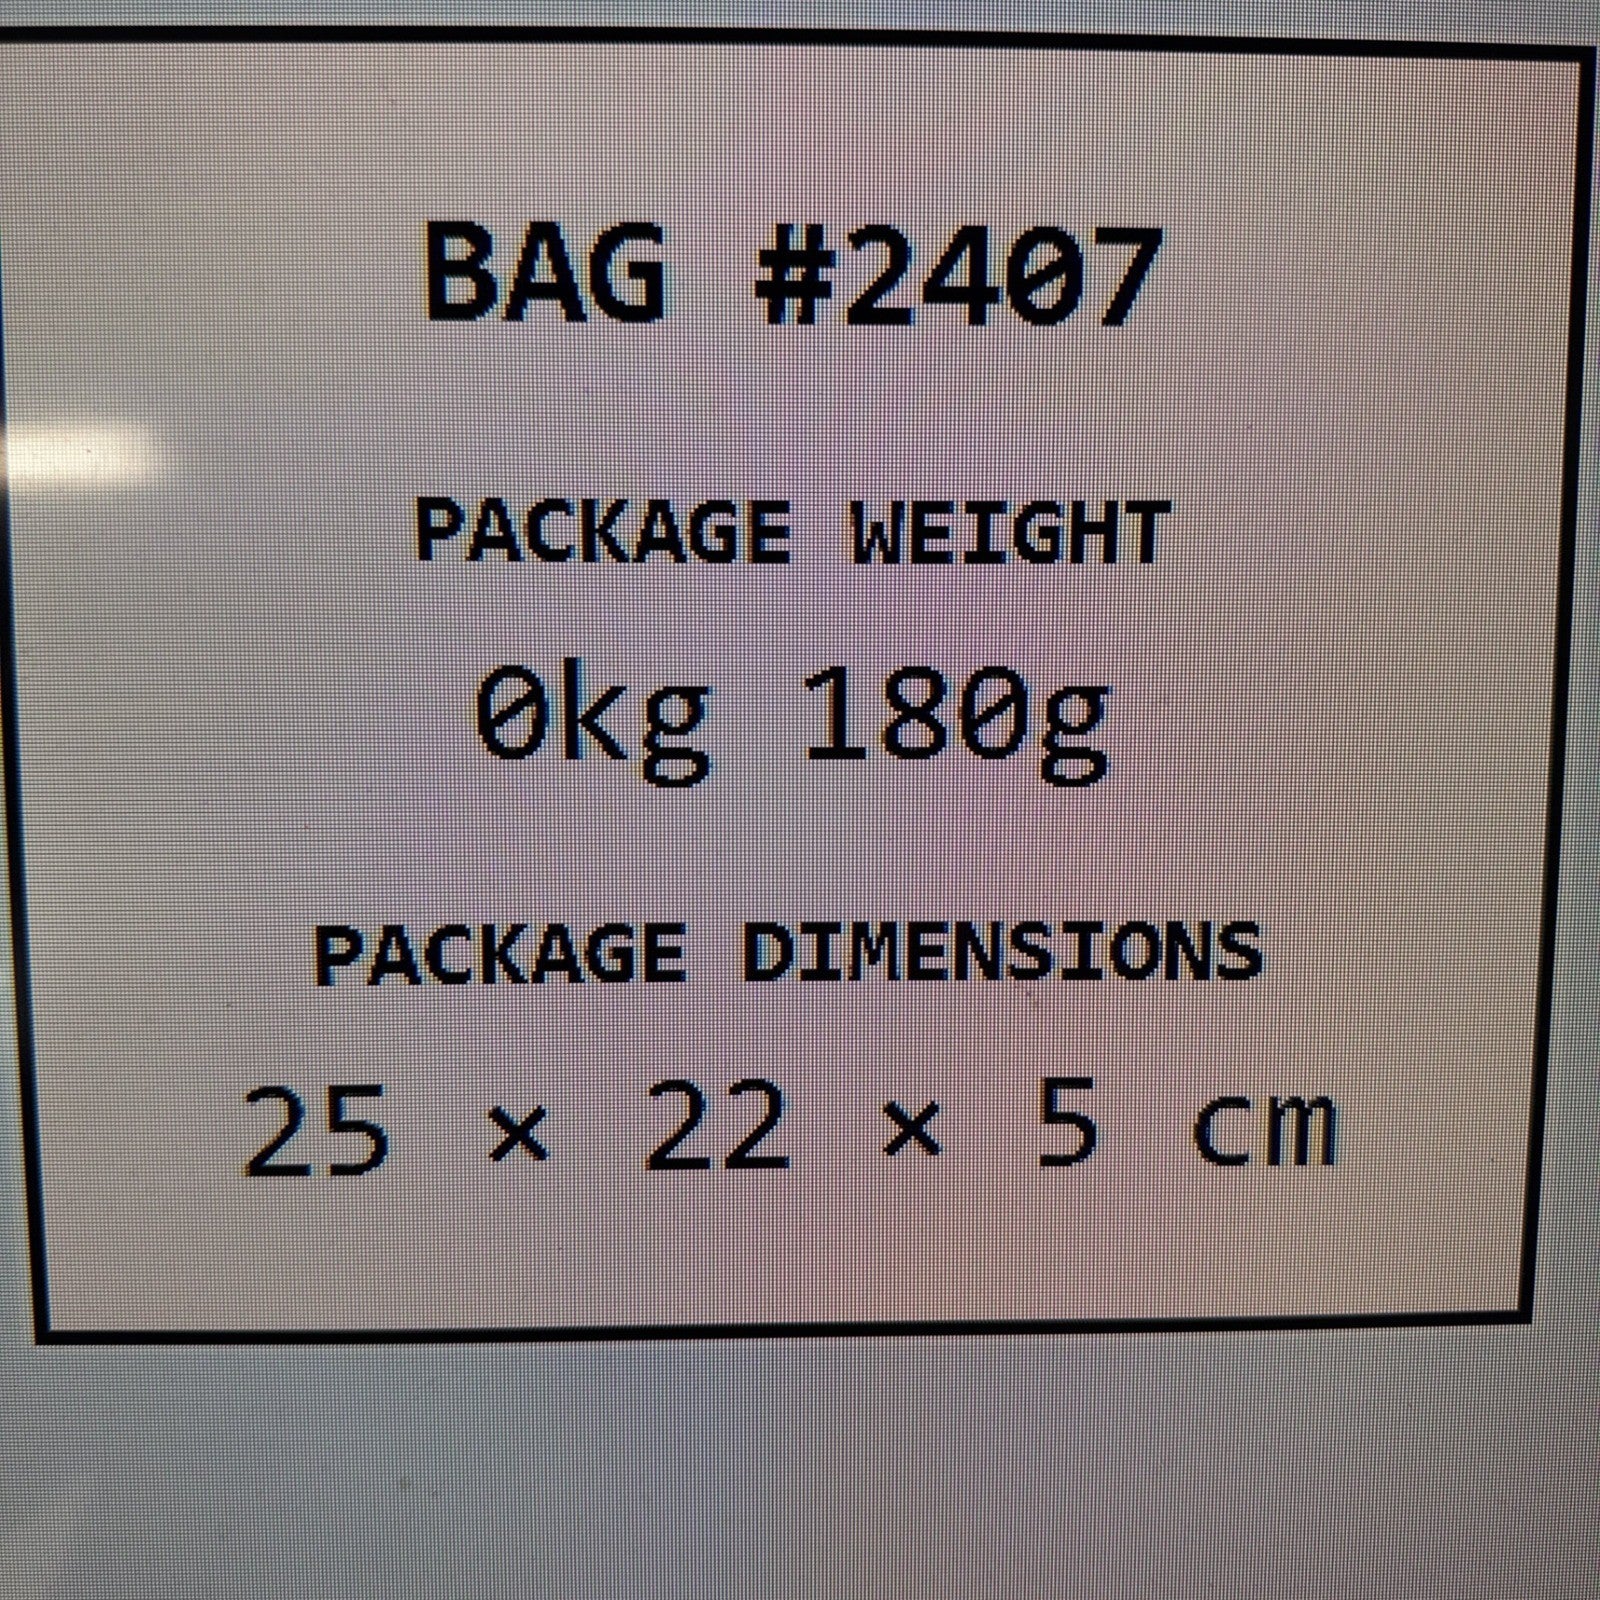 BAG #2407
PACKAGE WEIGHT
0kg 180g
PACKAGE DIMENSIONS
25 × 22 × 5 cm